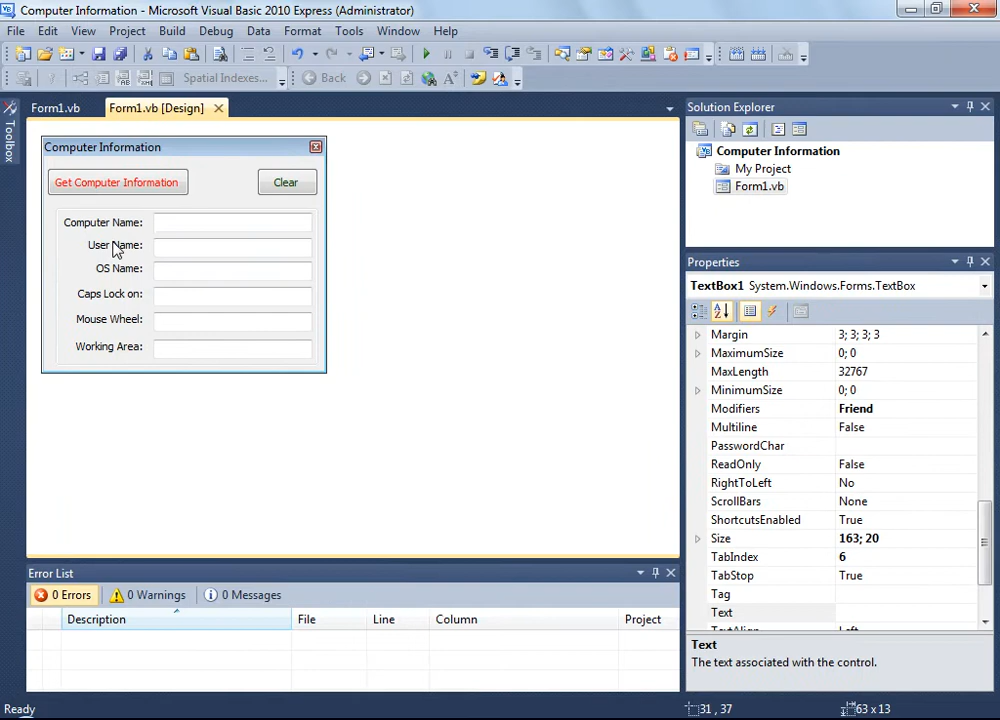 Computer Information - Microsoft Visual Basic 2010 Express (Administrator)
File Edit View Project Build Debug Data Format Tools Window Help
Spatial Indexes... Back
Toolbox
Form1.vb Form1.vb [Design]
Computer Information
Get Computer Information Clear
Computer Name:
User Name:
OS Name:
Caps Lock on:
Mouse Wheel:
Working Area:
Solution Explorer
Computer Information
My Project
Form1.vb
Properties
TextBox1 System.Windows.Forms.TextBox
Margin 3; 3; 3; 3
MaximumSize 0; 0
MaxLength 32767
MinimumSize 0; 0
Modifiers Friend
Multiline False
PasswordChar
ReadOnly False
RightToLeft No
ScrollBars None
ShortcutsEnabled True
Size 163; 20
TabIndex 6
TabStop True
Tag
Text
TextAlign Left
Text
The text associated with the control.
Error List
0 Errors 0 Warnings 0 Messages
Description File Line Column Project
Ready 31 , 37 63 x 13